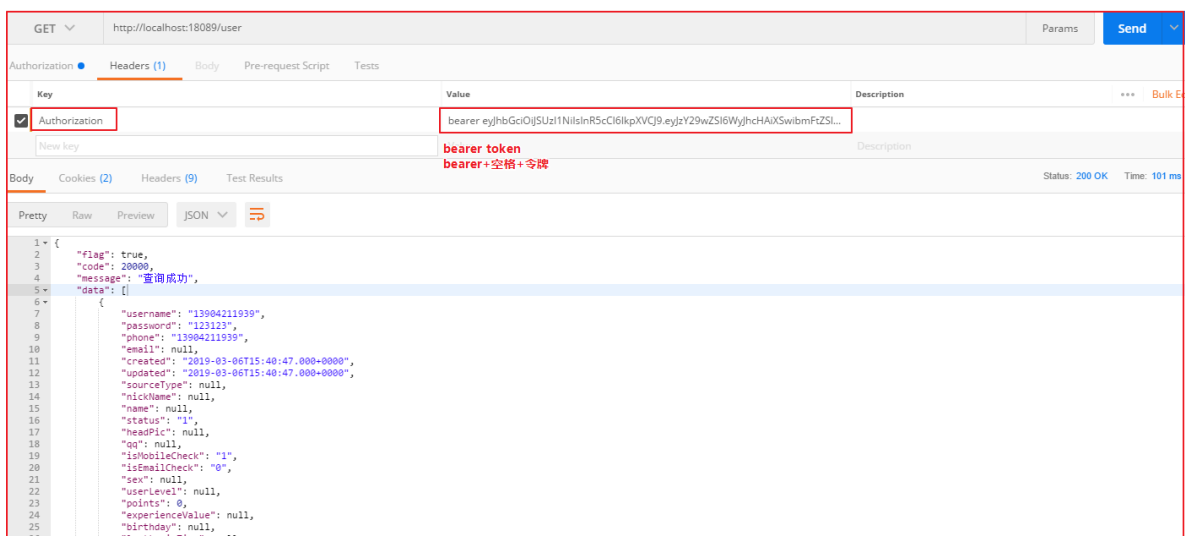 GET http://localhost:18089/user Params Send
Authorization Headers (1) Body Pre-request Script Tests
Key Value Description ••• Bulk Ed
Authorization bearer eyJhbGciOiJSUzI1NiIsInR5cCI6IkpXVCJ9.eyJzY29wZSI6WyJhcHAiXSwibmFtZSI...
New key Description
bearer token
bearer+空格+令牌
Body Cookies (2) Headers (9) Test Results Status: 200 OK Time: 101 ms
Pretty Raw Preview JSON
1 {
2 "flag": true,
3 "code": 20000,
4 "message": "查询成功",
5 "data": [
6 {
7 "username": "13904211939",
8 "password": "123123",
9 "phone": "13904211939",
10 "email": null,
11 "created": "2019-03-06T15:40:47.000+0000",
12 "updated": "2019-03-06T15:40:47.000+0000",
13 "sourceType": null,
14 "nickName": null,
15 "name": null,
16 "status": "1",
17 "headPic": null,
18 "qq": null,
19 "isMobileCheck": "1",
20 "isEmailCheck": "0",
21 "sex": null,
22 "userLevel": null,
23 "points": 0,
24 "experienceValue": null,
25 "birthday": null,